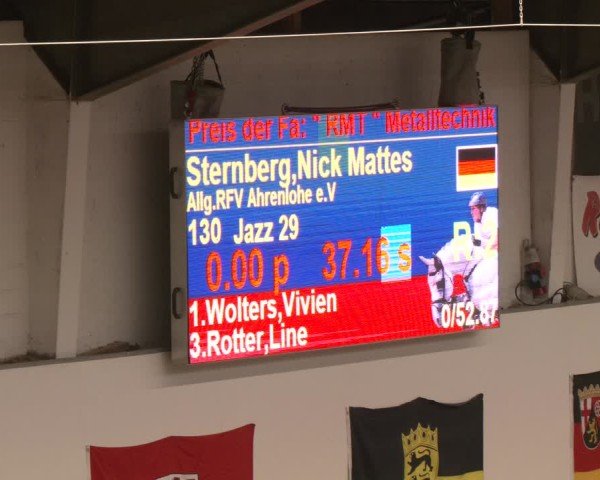 Preis der Fa: " RMT " Metalltechnik
Sternberg,Nick Mattes
Allg.RFV Ahrenlohe e.V
130 Jazz 29
0.00 p 37.16 s
1.Wolters,Vivien
0/52.87
3.Rotter,Line